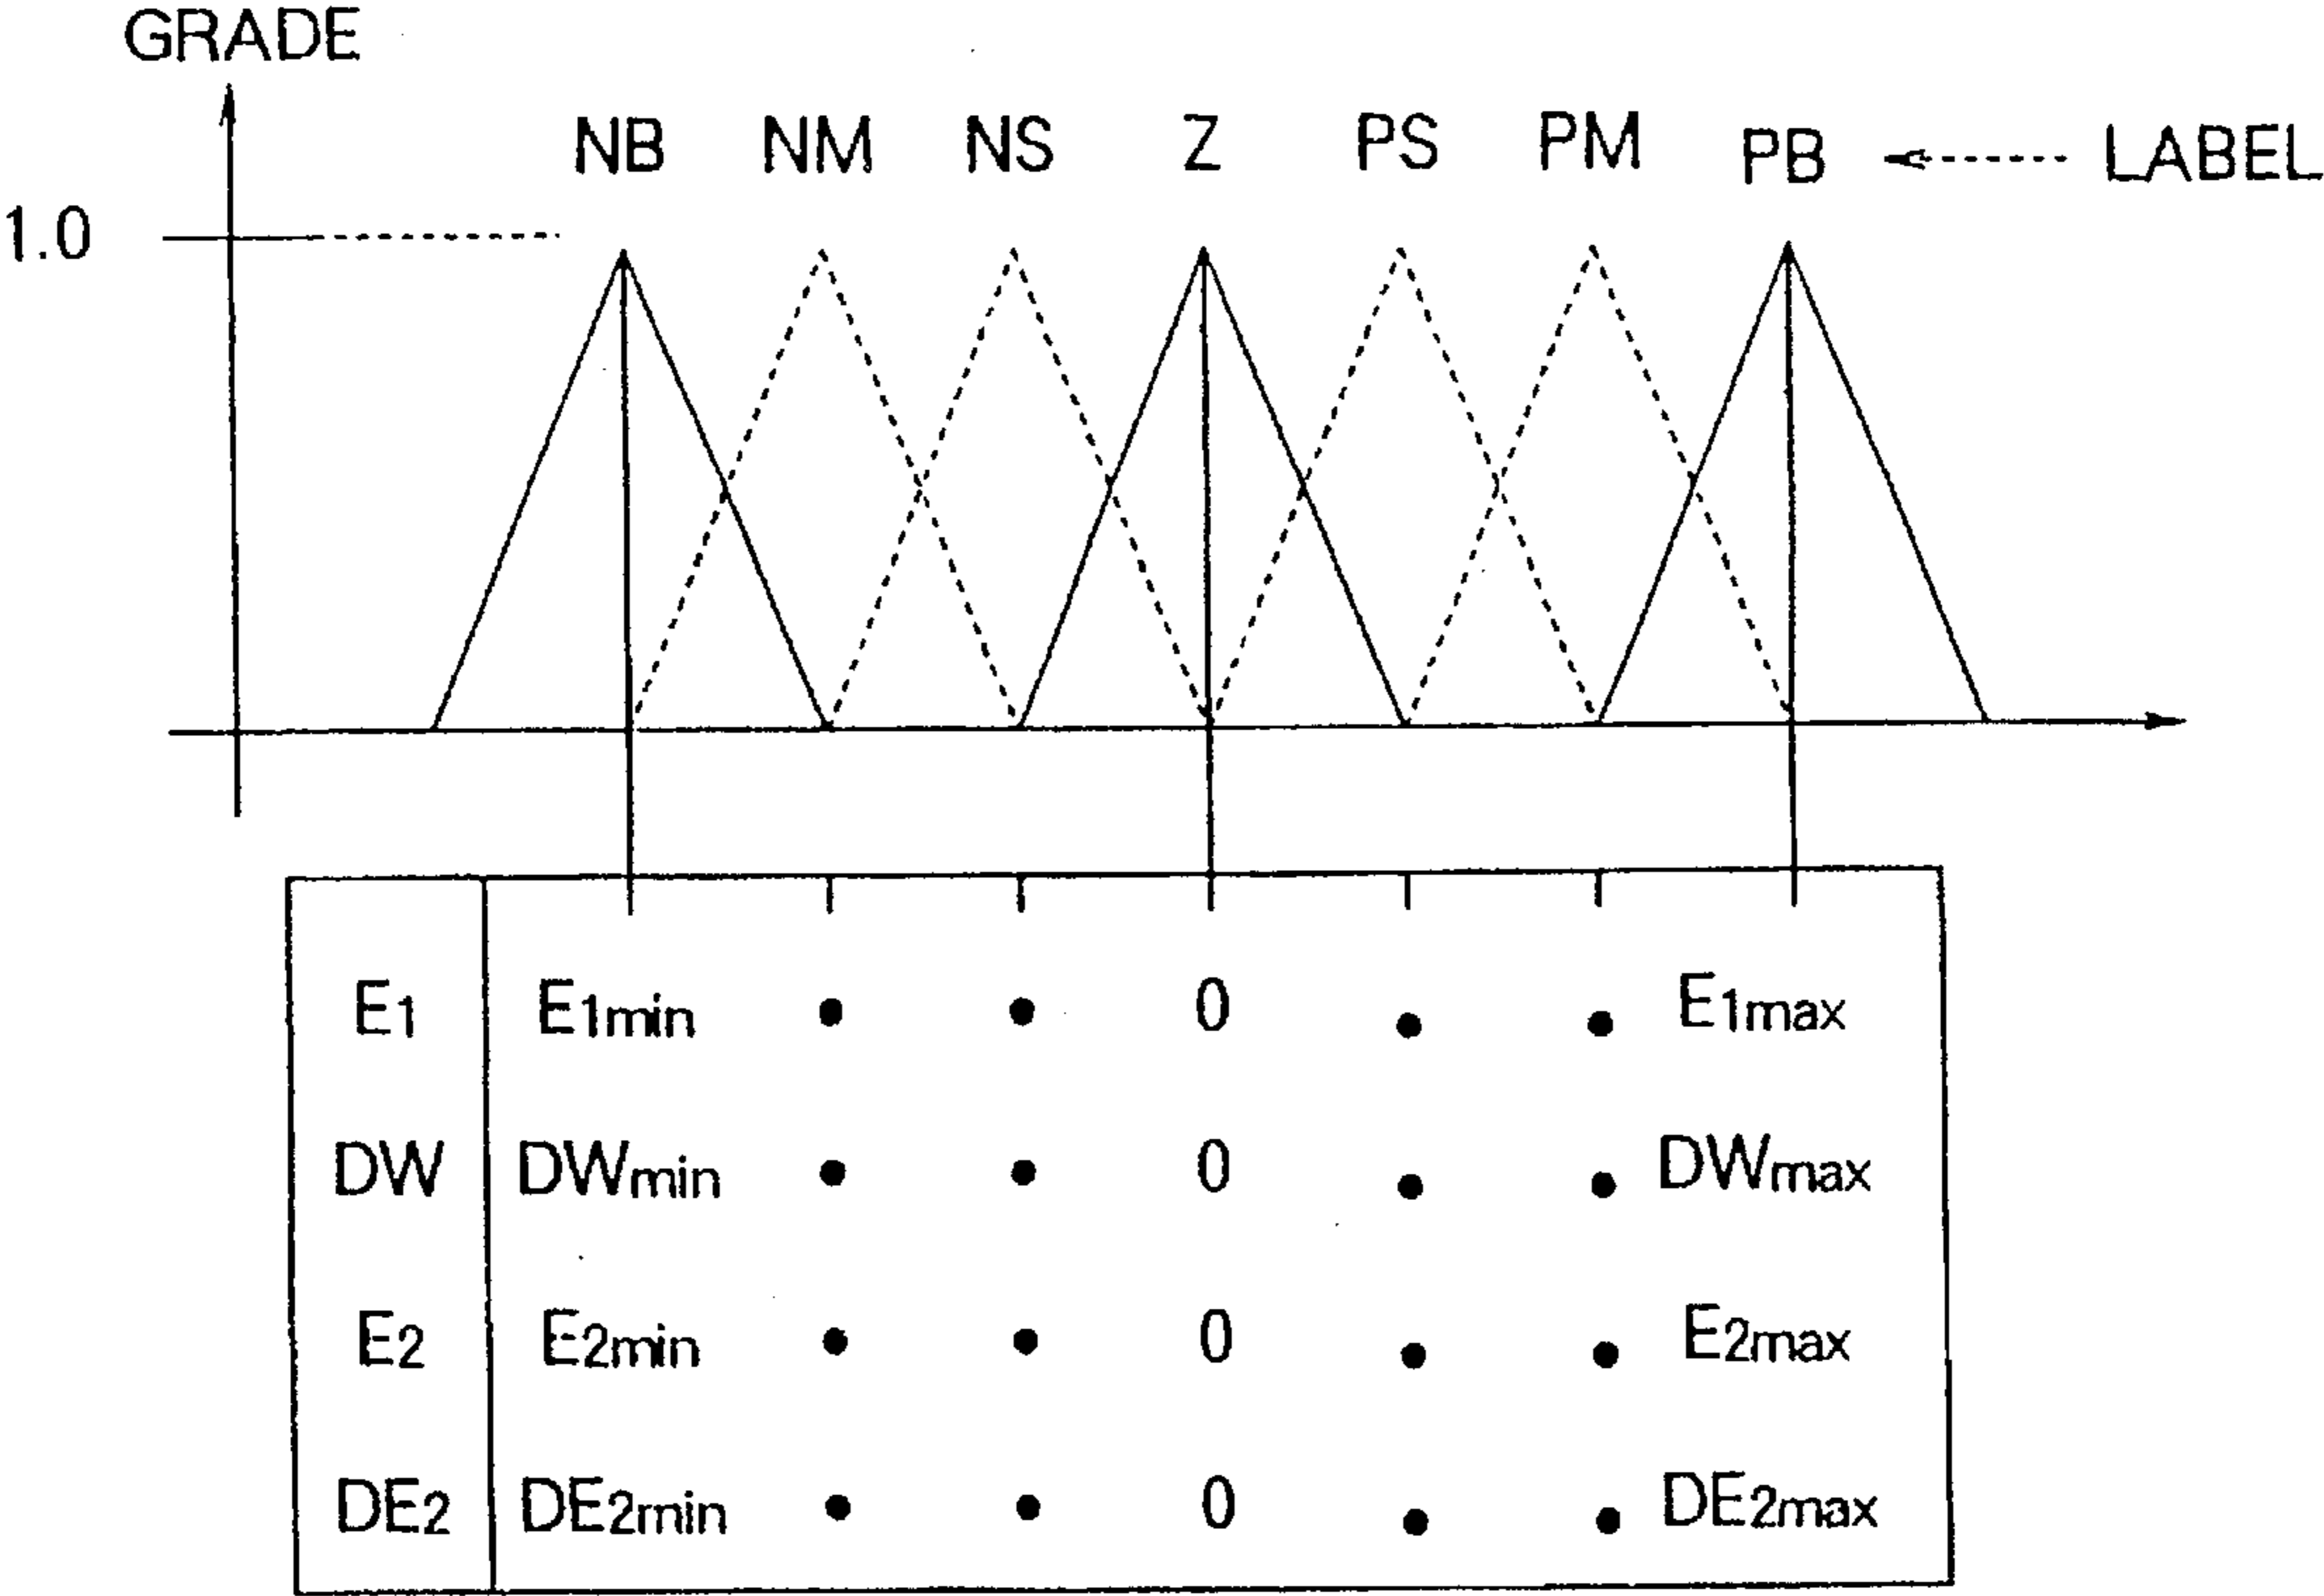 GRADE
NB NM NS Z PS PM PB LABEL
1.0
E1 E1min • • 0 • • E1max
DW DWmin • • 0 • • DWmax
E2 E2min • • 0 • • E2max
DE2 DE2min • • 0 • • DE2max